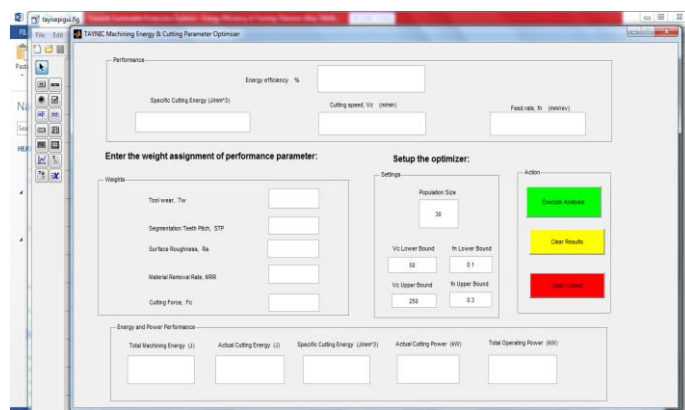 tayisepigui.fig
TAYNIC Machining Energy & Cutting Parameter Optimiser
File Edit
Performance
Energy efficiency %
Specific Cutting Energy (J/mm^3)
Cutting speed, Vc (m/min)
Feed rate, fn (mm/rev)
Enter the weight assignment of performance parameter:
Setup the optimizer:
Weights
Settings
Action
Tool wear, Tw
Population Size
30
Execute Analysis
Segmentation Teeth Pitch, STP
Surface Roughness, Ra
Clear Results
Vc Lower Bound
fn Lower Bound
50
0.1
Material Removal Rate, MRR
Vc Upper Bound
fn Upper Bound
250
0.3
Cutting Force, Fc
Energy and Power Performance
Total Machining Energy (J)
Actual Cutting Energy (J)
Specific Cutting Energy (J/mm^3)
Actual Cutting Power (kW)
Total Operating Power (kW)